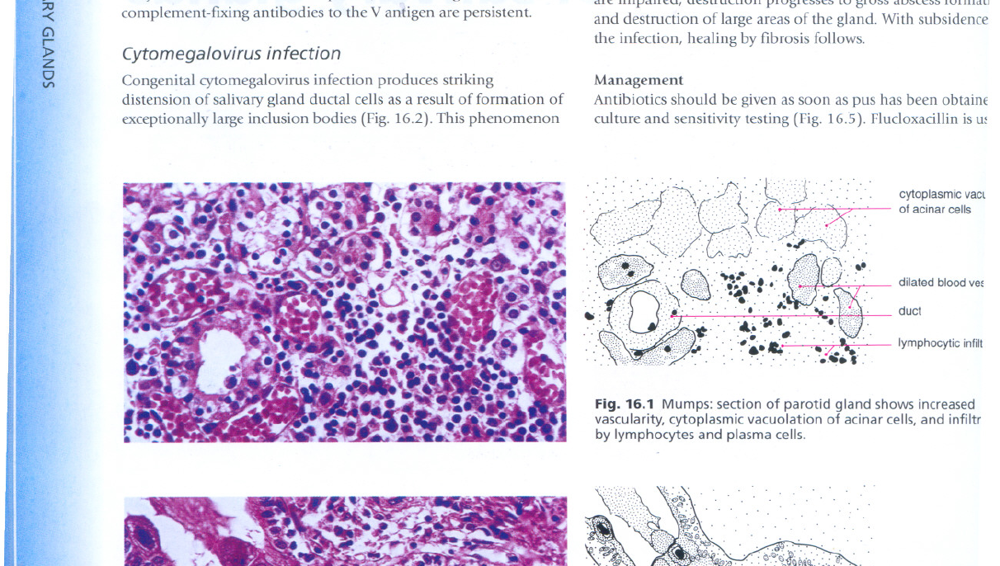 ARY GLANDS
complement-fixing antibodies to the V antigen are persistent.
Cytomegalovirus infection
Congenital cytomegalovirus infection produces striking
distension of salivary gland ductal cells as a result of formation of
exceptionally large inclusion bodies (Fig. 16.2). This phenomenon
and destruction of large areas of the gland. With subsidence
the infection, healing by fibrosis follows.
Management
Antibiotics should be given as soon as pus has been obtaine
culture and sensitivity testing (Fig. 16.5). Flucloxacillin is us
cytoplasmic vacu
of acinar cells
dilated blood ves
duct
lymphocytic infilt
Fig. 16.1 Mumps: section of parotid gland shows increased
vascularity, cytoplasmic vacuolation of acinar cells, and infiltr
by lymphocytes and plasma cells.